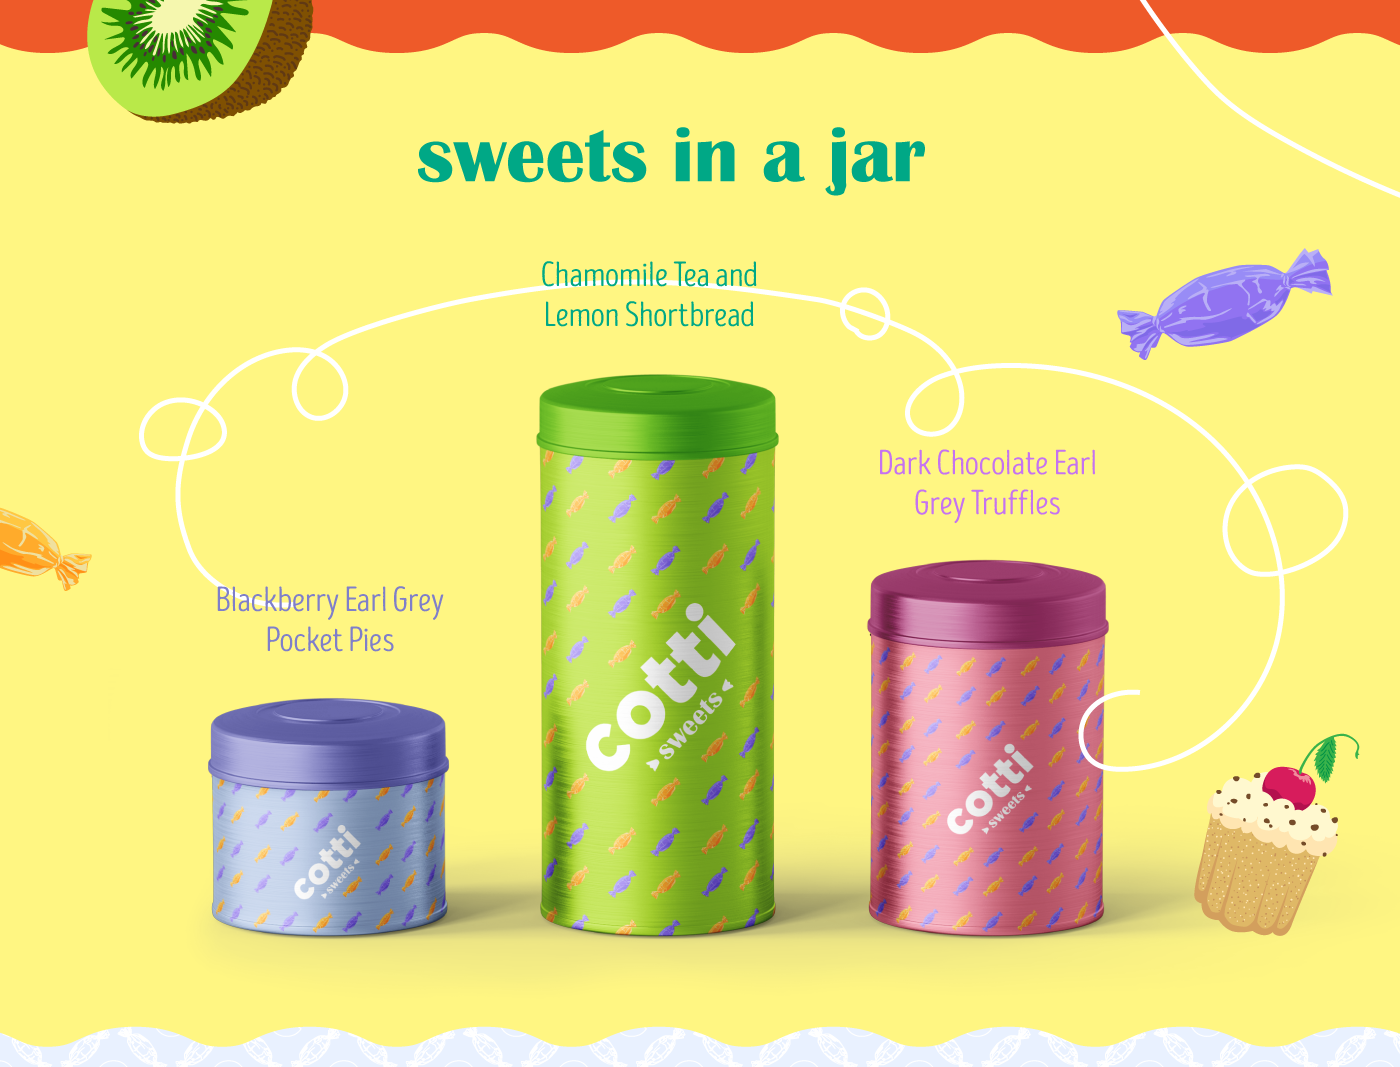 sweets in a jar
Chamomile Tea and
Lemon Shortbread
Dark Chocolate Earl
Grey Truffles
Blackberry Earl Grey
Pocket Pies
cotti
sweets
cotti
sweets
cotti
sweets